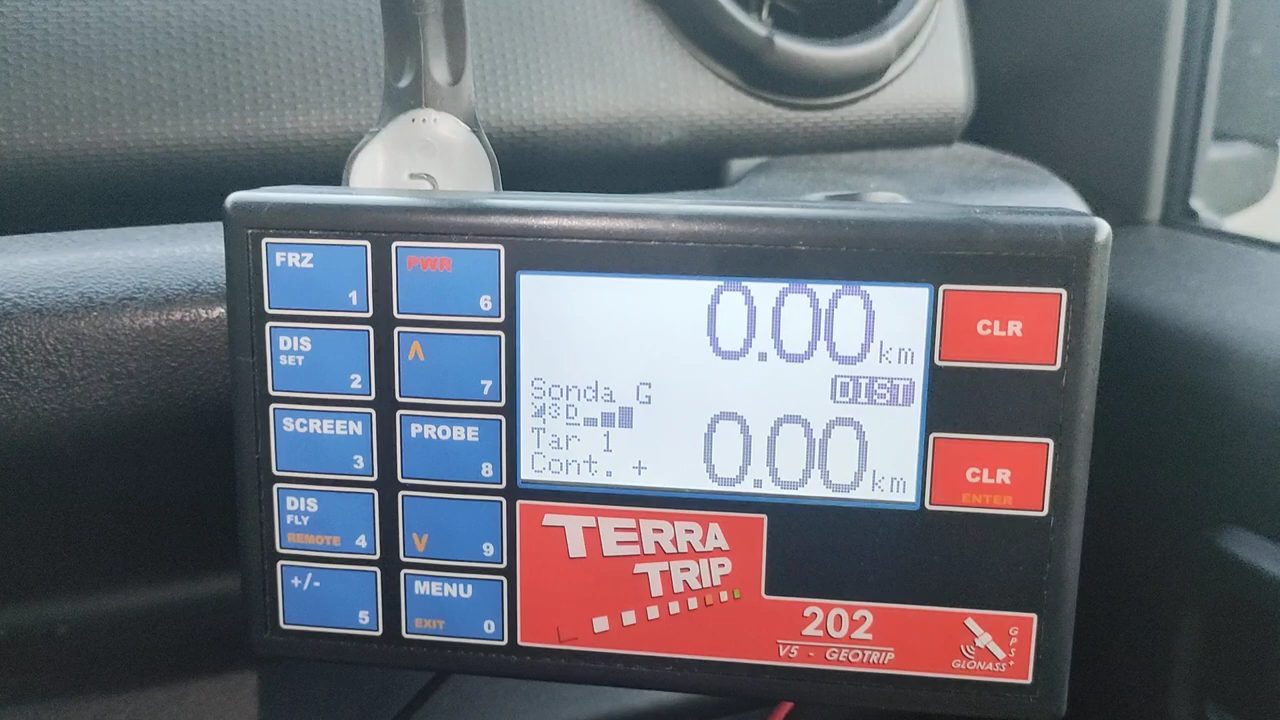 FRZ
1
PWR
6
DIS
SET
2
Λ
7
SCREEN
3
PROBE
8
DIS
FLY
REMOTE 4
V
9
+/-
5
MENU
EXIT
0
0.00 km
DIST
Sonda G
3D
Tar 1
Cont. +
0.00 km
CLR
CLR
ENTER
TERRA
TRIP
202
V5 - GEOTRIP
GPS+
GLONASS